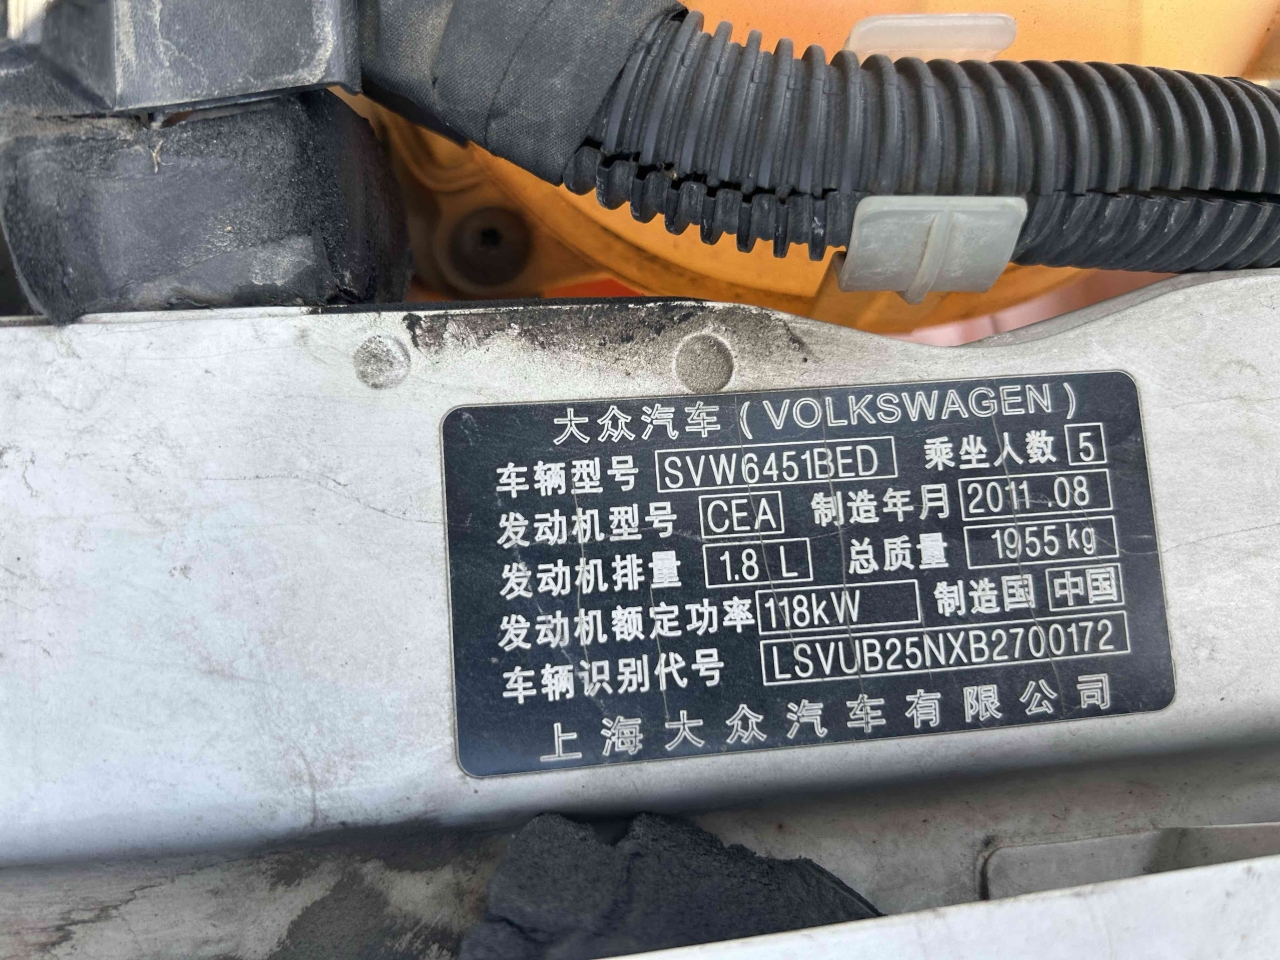 大众汽车(VOLKSWAGEN)
车辆型号 SVW6451BED 乘坐人数 5
发动机型号 CEA 制造年月 2011.08
发动机排量 1.8 L 总质量 1955kg
发动机额定功率 118kW 制造国 中国
车辆识别代号 LSVUB25NXB2700172
上海大众汽车有限公司